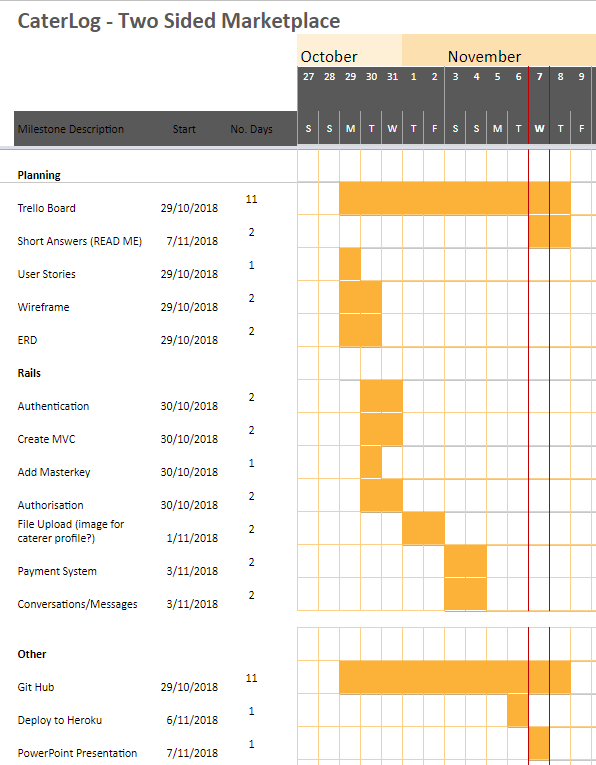 CaterLog - Two Sided Marketplace
October November
27 28 29 30 31 1 2 3 4 5 6 7 8 9
Milestone Description Start No. Days S S M T W T F S S M T W T F
Planning
Trello Board 29/10/2018 11
Short Answers (READ ME) 7/11/2018 2
User Stories 29/10/2018 1
Wireframe 29/10/2018 2
ERD 29/10/2018 2
Rails
Authentication 30/10/2018 2
Create MVC 30/10/2018 2
Add Masterkey 30/10/2018 1
Authorisation 30/10/2018 2
File Upload (image for
caterer profile?) 1/11/2018 2
Payment System 3/11/2018 2
Conversations/Messages 3/11/2018 2
Other
Git Hub 29/10/2018 11
Deploy to Heroku 6/11/2018 1
PowerPoint Presentation 7/11/2018 1